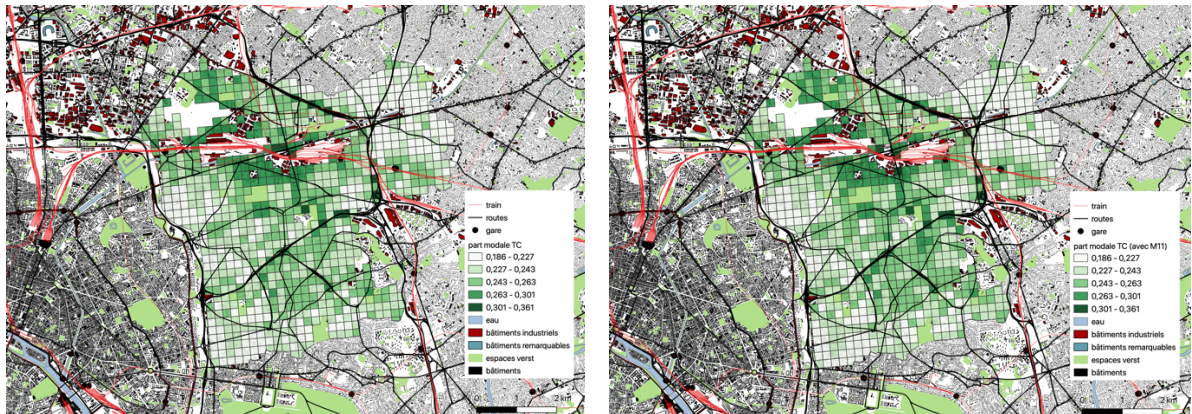 train
routes
gare
part modale TC
0,186 - 0,227
0,227 - 0,243
0,243 - 0,263
0,263 - 0,301
0,301 - 0,361
eau
bâtiments industriels
bâtiments remarquables
espaces verst
bâtiments
0 1 2 km
train
routes
gare
part modale TC (avec M11)
0,186 - 0,227
0,227 - 0,243
0,243 - 0,263
0,263 - 0,301
0,301 - 0,361
eau
bâtiments industriels
bâtiments remarquables
espaces verst
bâtiments
0 1 2 km